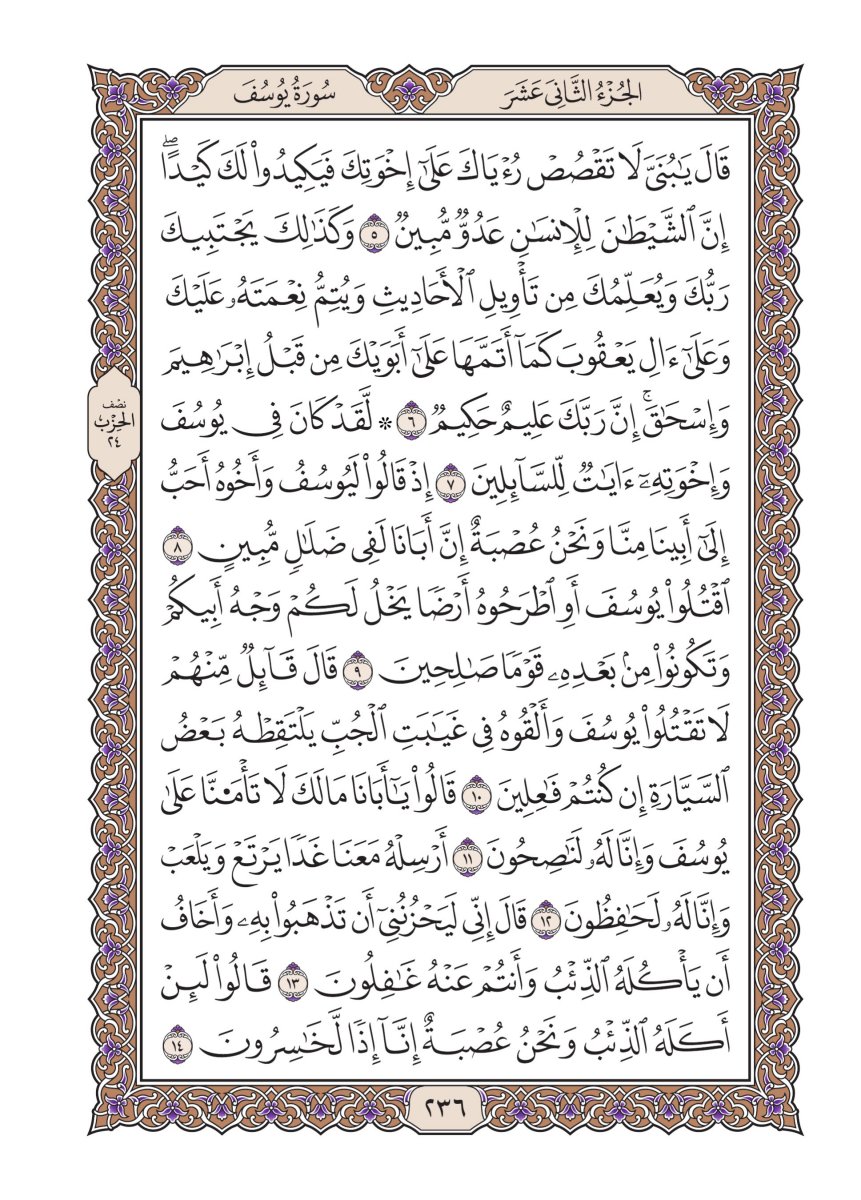 الجُزْءُ الثَّانِيَ عَشَرَ
سُورَةُ يُوسُفَ
قَالَ يَٰبُنَيَّ لَا تَقۡصُصۡ رُءۡيَاكَ عَلَىٰٓ إِخۡوَتِكَ فَيَكِيدُواْ لَكَ كَيۡدًاۖ
إِنَّ ٱلشَّيۡطَٰنَ لِلۡإِنسَٰنِ عَدُوّٞ مُّبِينٞ ٥ وَكَذَٰلِكَ يَجۡتَبِيكَ
رَبُّكَ وَيُعَلِّمُكَ مِن تَأۡوِيلِ ٱلۡأَحَادِيثِ وَيُتِمُّ نِعۡمَتَهُۥ عَلَيۡكَ
وَعَلَىٰٓ ءَالِ يَعۡقُوبَ كَمَآ أَتَمَّهَا عَلَىٰٓ أَبَوَيۡكَ مِن قَبۡلُ إِبۡرَٰهِيمَ
وَإِسۡحَٰقَۚ إِنَّ رَبَّكَ عَلِيمٌ حَكِيمٞ ٦ * لَّقَدۡ كَانَ فِي يُوسُفَ
نصف
الحِزْب
٢٤
وَإِخۡوَتِهِۦٓ ءَايَٰتٞ لِّلسَّآئِلِينَ ٧ إِذۡ قَالُواْ لَيُوسُفُ وَأَخُوهُ أَحَبُّ
إِلَىٰٓ أَبِينَا مِنَّا وَنَحۡنُ عُصۡبَةٌ إِنَّ أَبَانَا لَفِي ضَلَٰلٖ مُّبِينٍ ٨
ٱقۡتُلُواْ يُوسُفَ أَوِ ٱطۡرَحُوهُ أَرۡضٗا يَخۡلُ لَكُمۡ وَجۡهُ أَبِيكُمۡ
وَتَكُونُواْ مِنۢ بَعۡدِهِۦ قَوۡمٗا صَٰلِحِينَ ٩ قَالَ قَآئِلٞ مِّنۡهُمۡ
لَا تَقۡتُلُواْ يُوسُفَ وَأَلۡقُوهُ فِي غَيَٰبَتِ ٱلۡجُبِّ يَلۡتَقِطۡهُ بَعۡضُ
ٱلسَّيَّارَةِ إِن كُنتُمۡ فَٰعِلِينَ ١٠ قَالُواْ يَٰٓأَبَانَا مَالَكَ لَا تَأۡمَ۬نَّا عَلَىٰ
يُوسُفَ وَإِنَّا لَهُۥ لَنَٰصِحُونَ ١١ أَرۡسِلۡهُ مَعَنَا غَدٗا يَرۡتَعۡ وَيَلۡعَبۡ
وَإِنَّا لَهُۥ لَحَٰفِظُونَ ١٢ قَالَ إِنِّي لَيَحۡزُنُنِيٓ أَن تَذۡهَبُواْ بِهِۦ وَأَخَافُ
أَن يَأۡكُلَهُ ٱلذِّئۡبُ وَأَنتُمۡ عَنۡهُ غَٰفِلُونَ ١٣ قَالُواْ لَئِنۡ
أَكَلَهُ ٱلذِّئۡبُ وَنَحۡنُ عُصۡبَةٌ إِنَّآ إِذٗا لَّخَٰسِرُونَ ١٤
٢٣٦